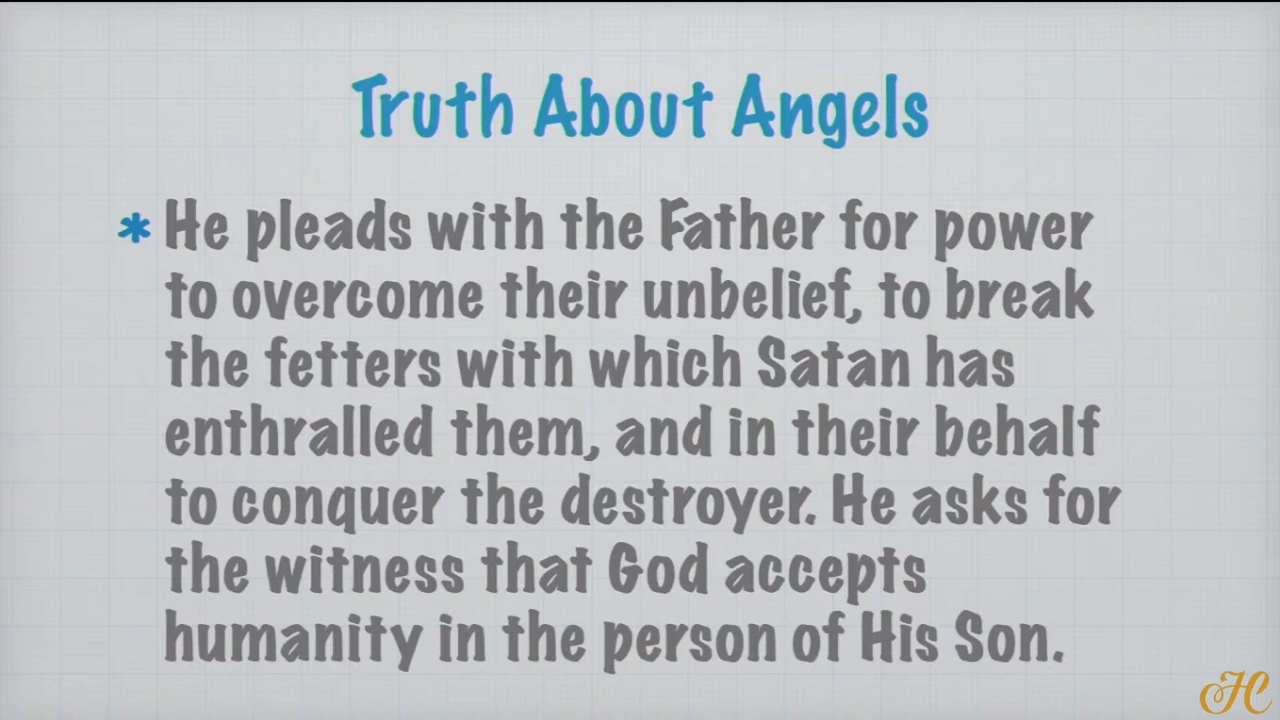 Truth About Angels
* He pleads with the Father for power
to overcome their unbelief, to break
the fetters with which Satan has
enthralled them, and in their behalf
to conquer the destroyer. He asks for
the witness that God accepts
humanity in the person of His Son.
HC